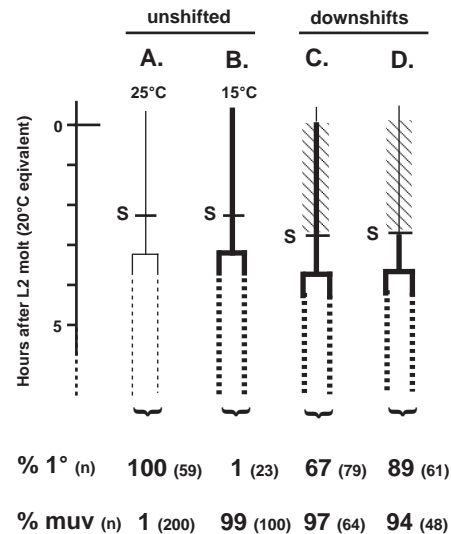 unshifted downshifts
A. B. C. D.
25°C 15°C
Hours after L2 molt (20°C eqivalent)
0
S S
S S
5
% 1° (n) 100 (59) 1 (23) 67 (79) 89 (61)
% muv (n) 1 (200) 99 (100) 97 (64) 94 (48)